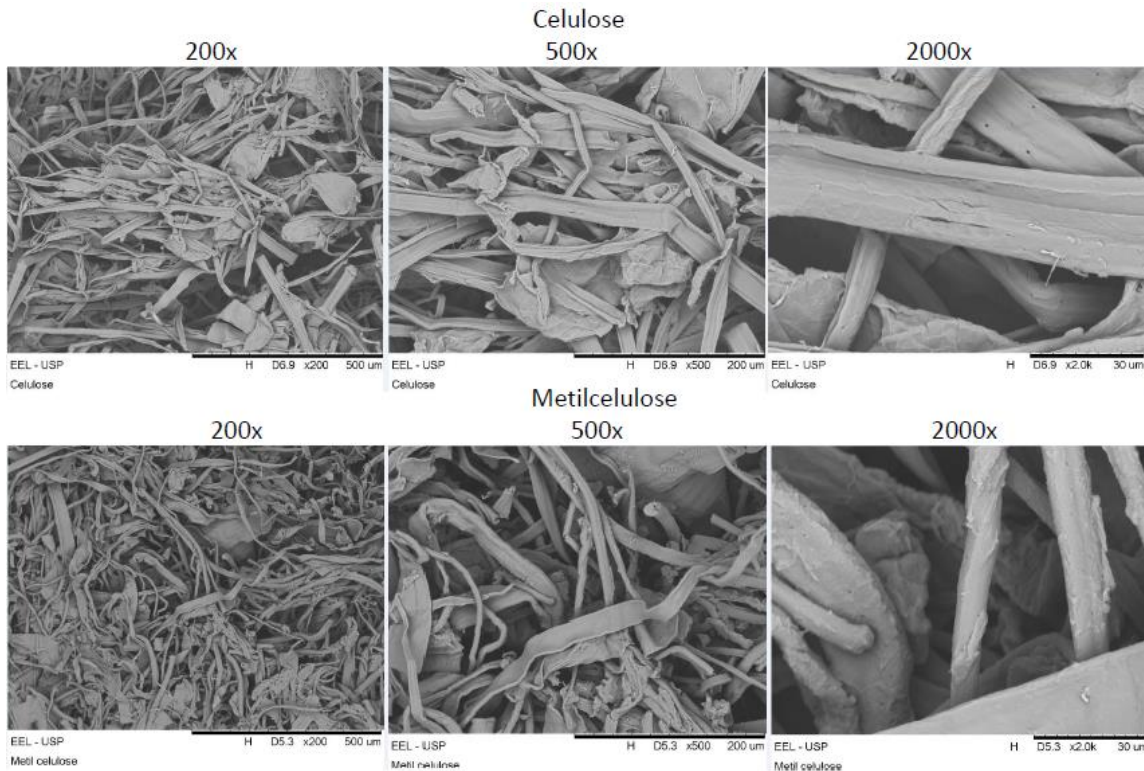 Celulose
200x 500x 2000x
EEL - USP H D6.9 x200 500 um
Celulose
EEL - USP H D6.9 x500 200 um
Celulose
EEL - USP H D6.9 x2.0k 30 um
Celulose
Metilcelulose
200x 500x 2000x
EEL - USP H D5.3 x200 500 um
Metil celulose
EEL - USP H D5.3 x500 200 um
Metil celulose
EEL - USP H D5.3 x2.0k 30 um
Metil celulose